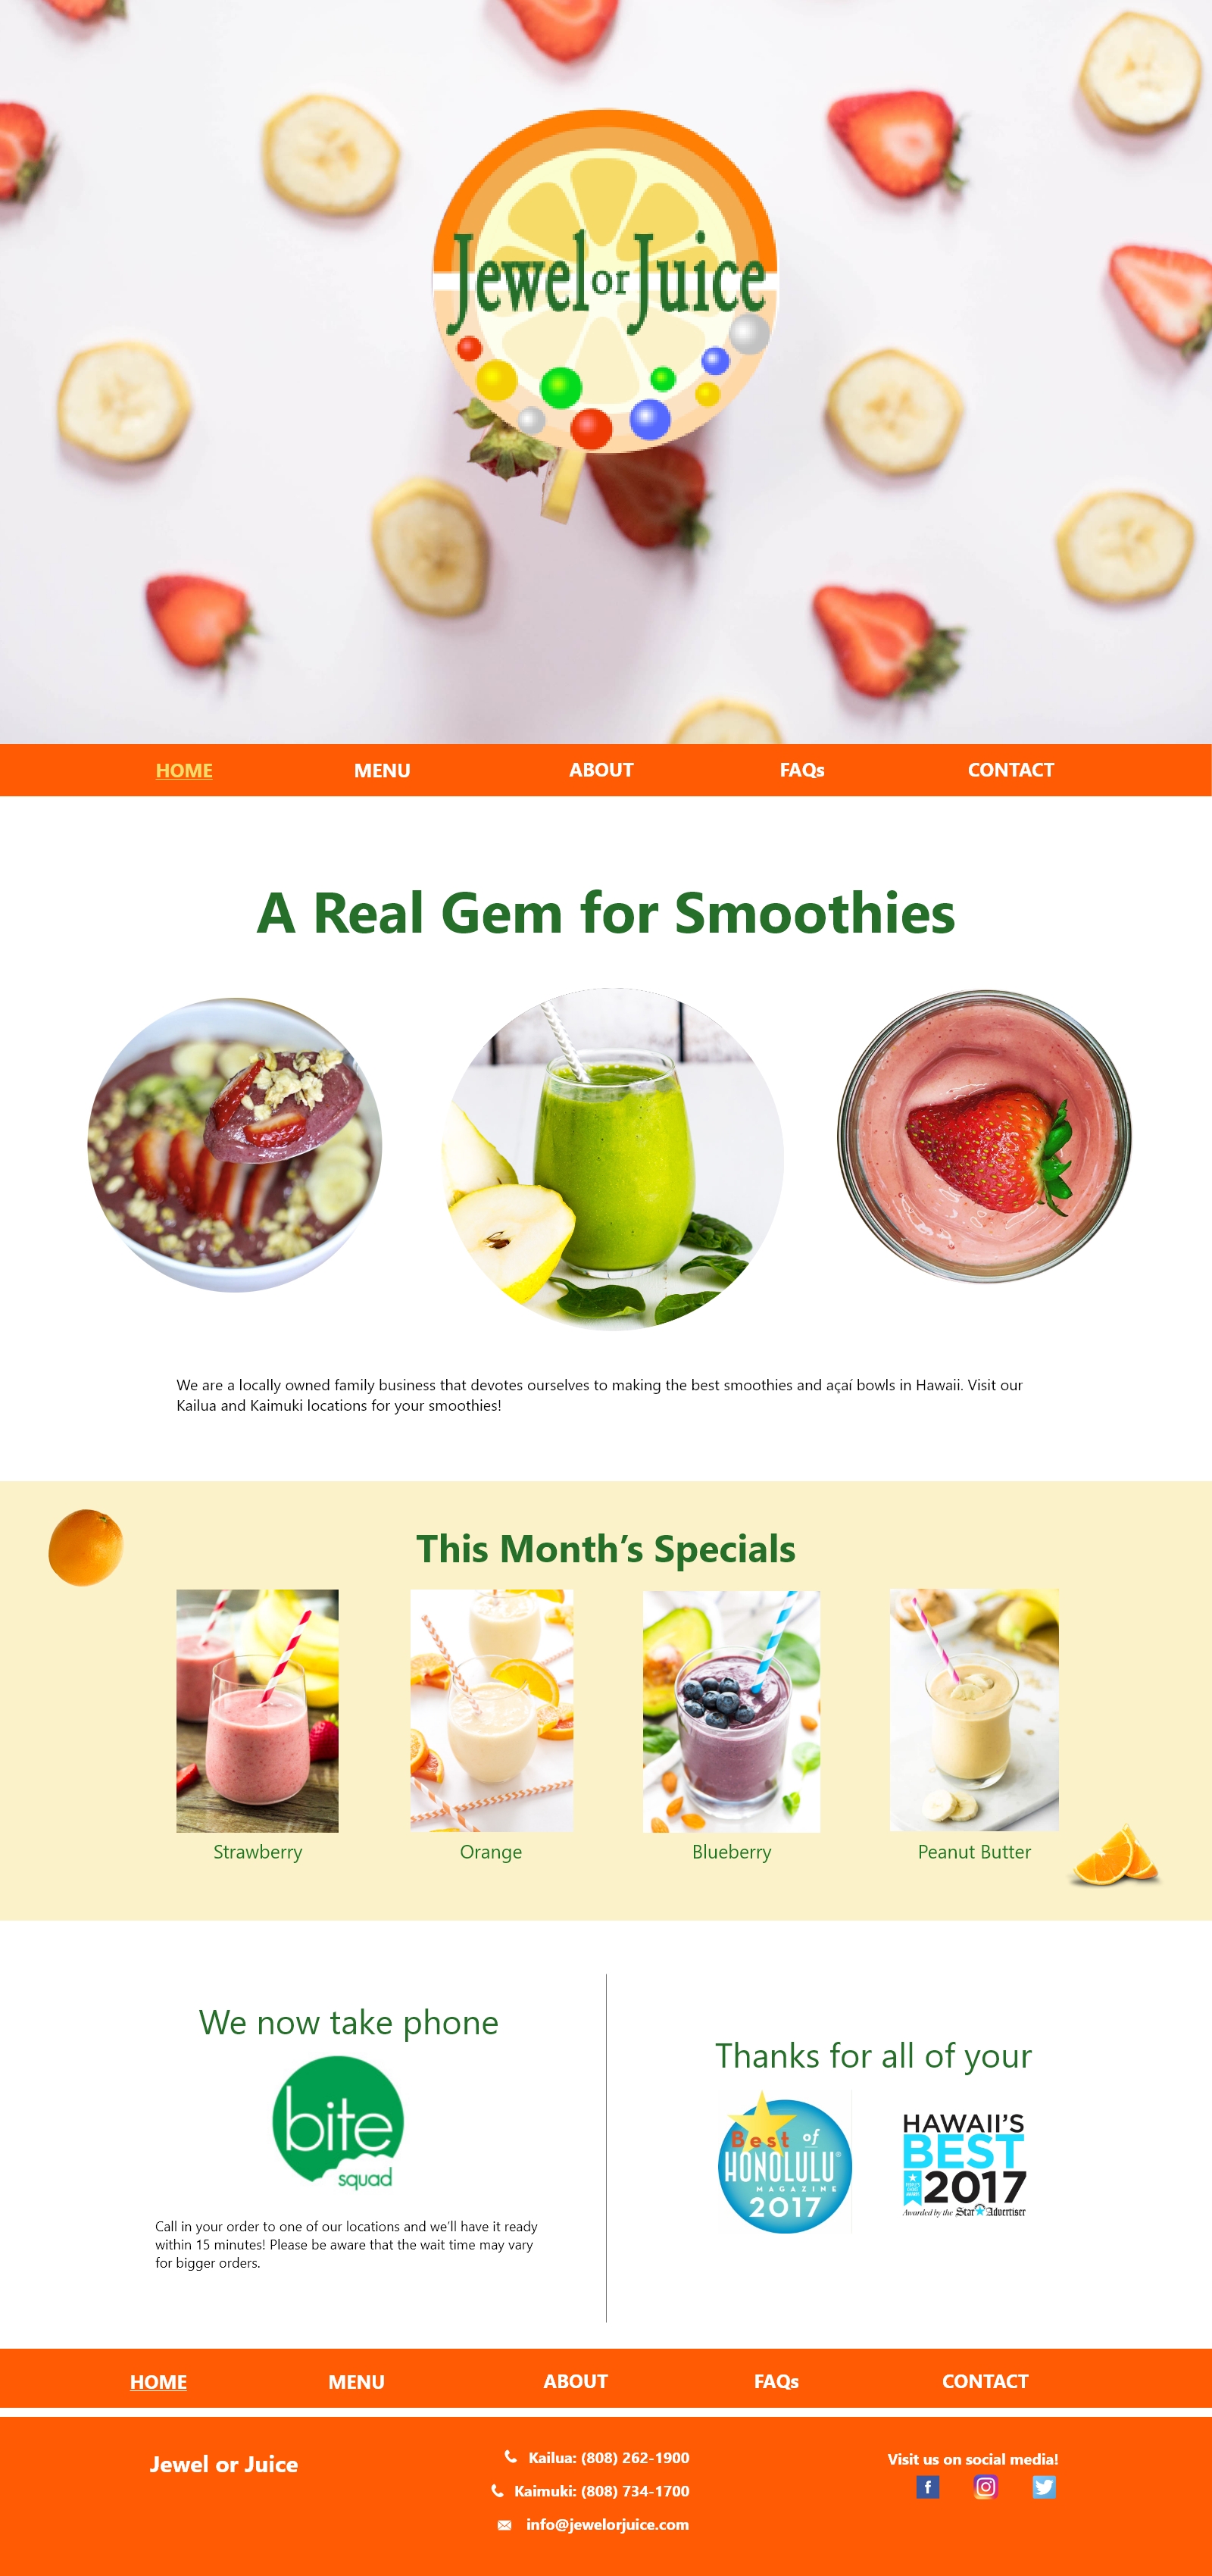 Jewel or Juice
HOME MENU ABOUT FAQs CONTACT
A Real Gem for Smoothies
We are a locally owned family business that devotes ourselves to making the best smoothies and açaí bowls in Hawaii. Visit our
Kailua and Kaimuki locations for your smoothies!
This Month's Specials
Strawberry Orange Blueberry Peanut Butter
We now take phone
bite
squad
Call in your order to one of our locations and we'll have it ready
within 15 minutes! Please be aware that the wait time may vary
for bigger orders.
Thanks for all of your
Best of
HONOLULU
MAGAZINE
2017
HAWAII'S
BEST
2017
Awarded by the Star Advertiser
HOME MENU ABOUT FAQs CONTACT
Jewel or Juice
Kailua: (808) 262-1900
Kaimuki: (808) 734-1700
info@jewelorjuice.com
Visit us on social media!